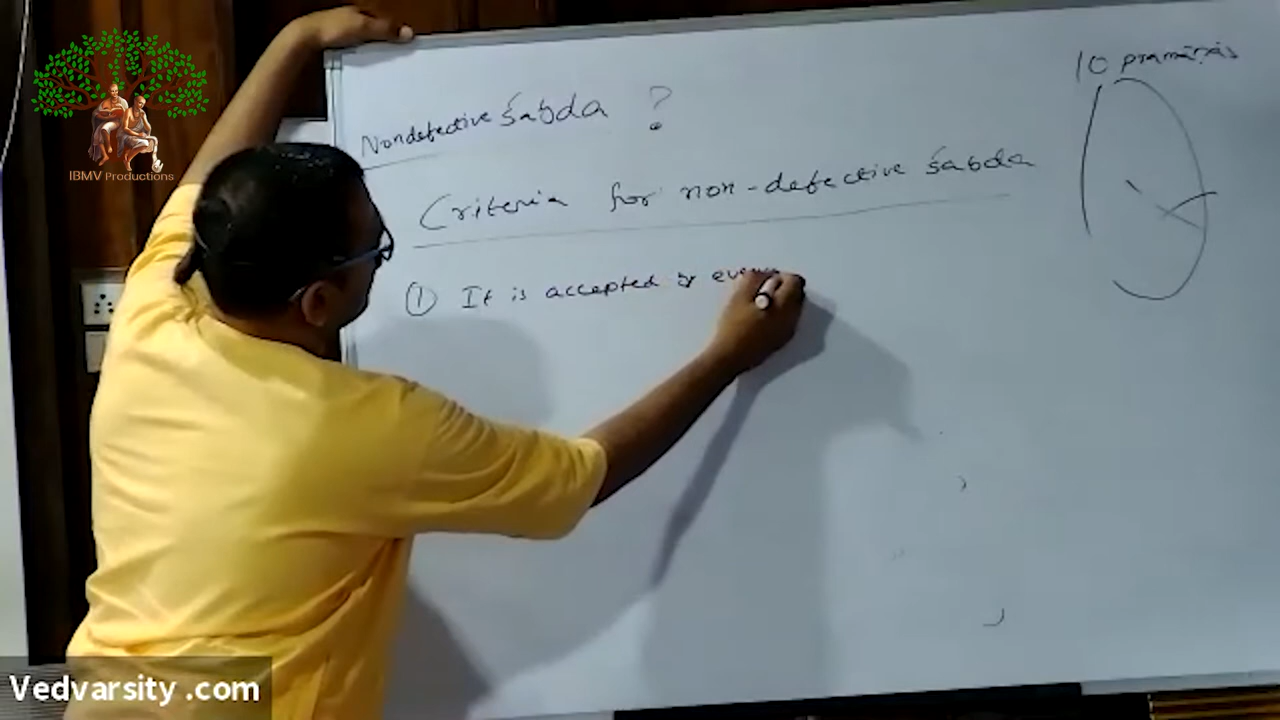 10 pramāṇas
Nondefective śabda ?
Criteria for non-defective śabda
① It is accepted by
IBMV Productions
Vedvarsity .com